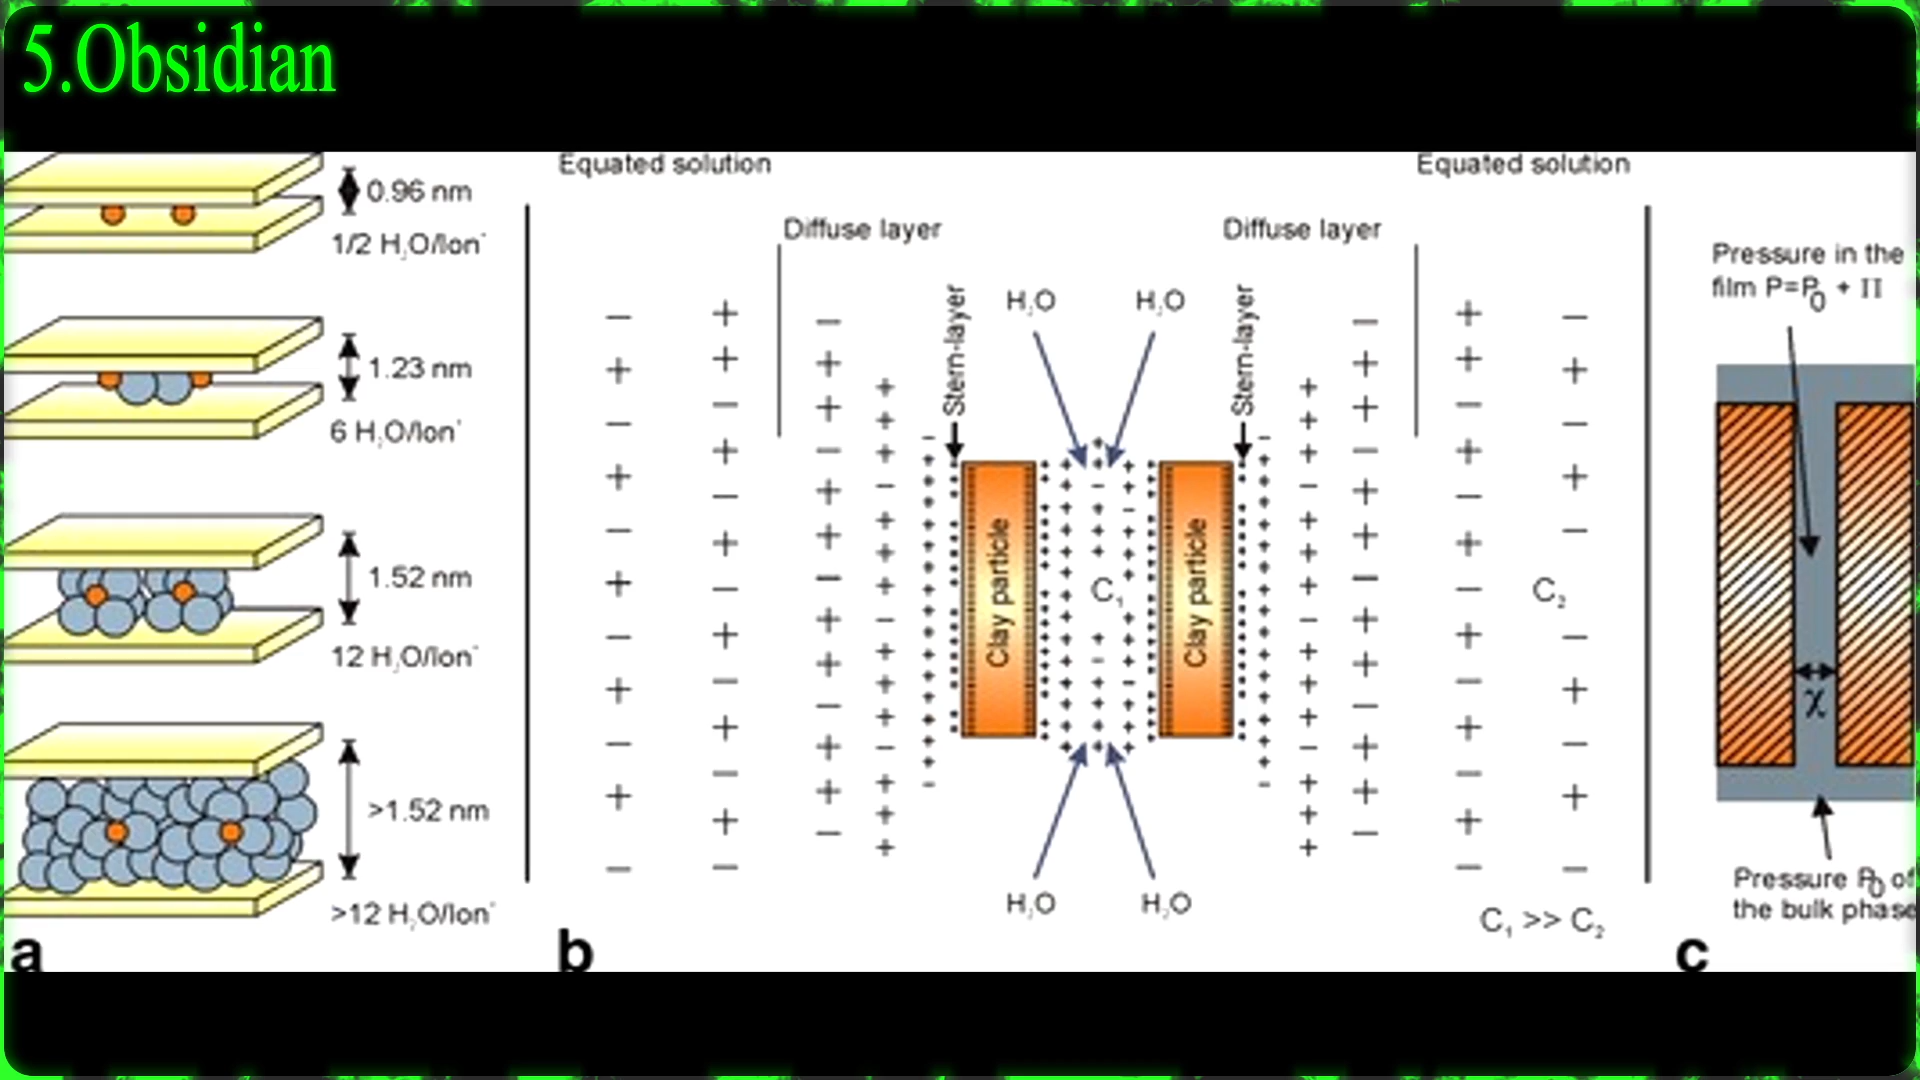 5.Obsidian
0.96 nm
1/2 H₂O/Ion⁻
1.23 nm
6 H₂O/Ion⁻
1.52 nm
12 H₂O/Ion⁻
>1.52 nm
>12 H₂O/Ion⁻
a
Equated solution
Equated solution
Diffuse layer
Diffuse layer
Stern-layer
Stern-layer
H₂O
H₂O
Clay particle
C₁
Clay particle
C₂
H₂O
H₂O
C₁ >> C₂
b
Pressure in the
film P=P₀ + Π
χ
Pressure P₀ of
the bulk phase
c